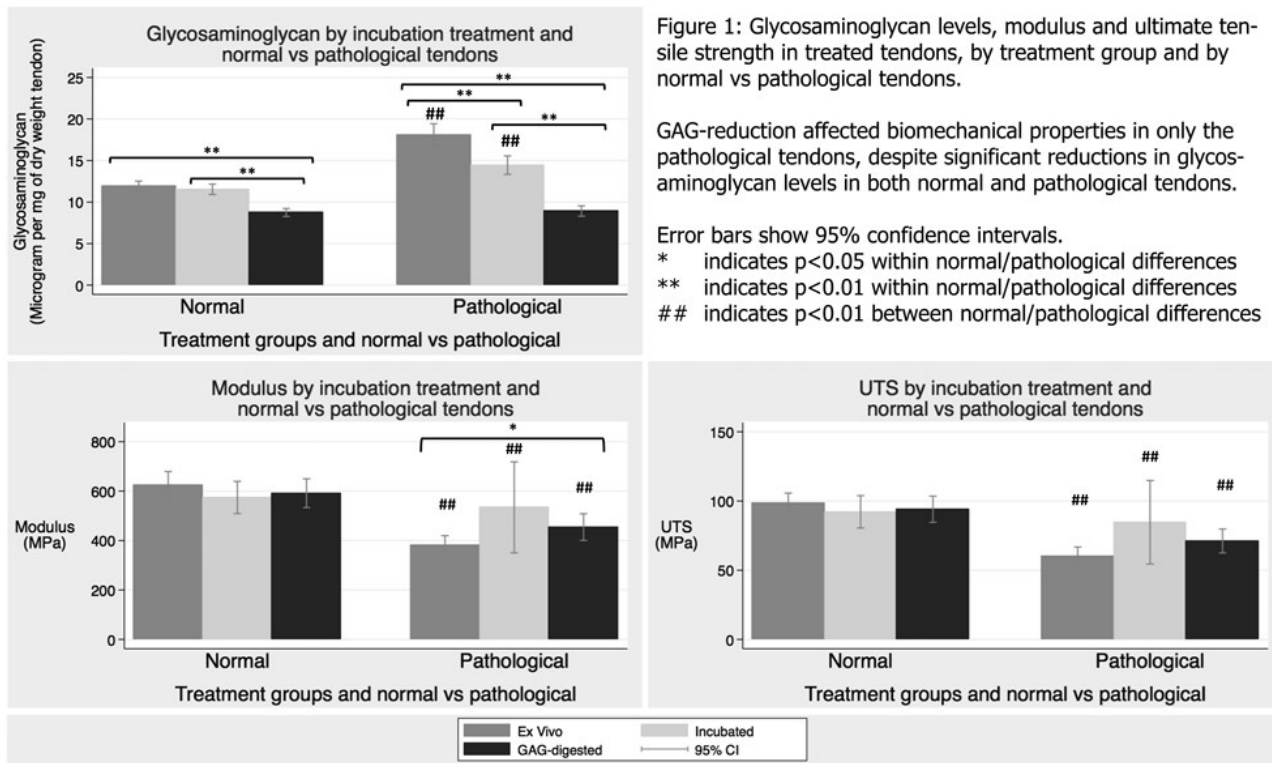 Glycosaminoglycan by incubation treatment and
normal vs pathological tendons
Glycosaminoglycan
(Microgram per mg of dry weight tendon)
25
20
15
10
5
0
**
**
**
**
**
##
##
Normal
Pathological
Treatment groups and normal vs pathological
Figure 1: Glycosaminoglycan levels, modulus and ultimate ten-
sile strength in treated tendons, by treatment group and by
normal vs pathological tendons.
GAG-reduction affected biomechanical properties in only the
pathological tendons, despite significant reductions in glycos-
aminoglycan levels in both normal and pathological tendons.
Error bars show 95% confidence intervals.
* indicates p<0.05 within normal/pathological differences
** indicates p<0.01 within normal/pathological differences
## indicates p<0.01 between normal/pathological differences
Modulus by incubation treatment and
normal vs pathological tendons
Modulus
(MPa)
800
600
400
200
0
*
##
##
##
Normal
Pathological
Treatment groups and normal vs pathological
UTS by incubation treatment and
normal vs pathological tendons
UTS
(MPa)
150
100
50
0
##
##
##
Normal
Pathological
Treatment groups and normal vs pathological
Ex Vivo
Incubated
GAG-digested
95% CI